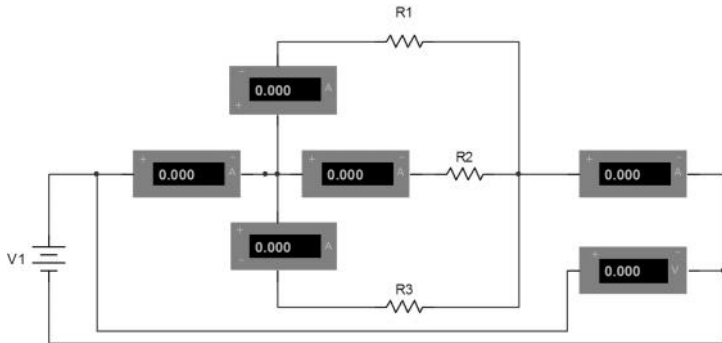 R1
- A
0.000
+
+ -
0.000 A
+ -
0.000 A
R2
+ -
0.000 A
+ A
0.000
-
+ -
0.000 V
V1
R3